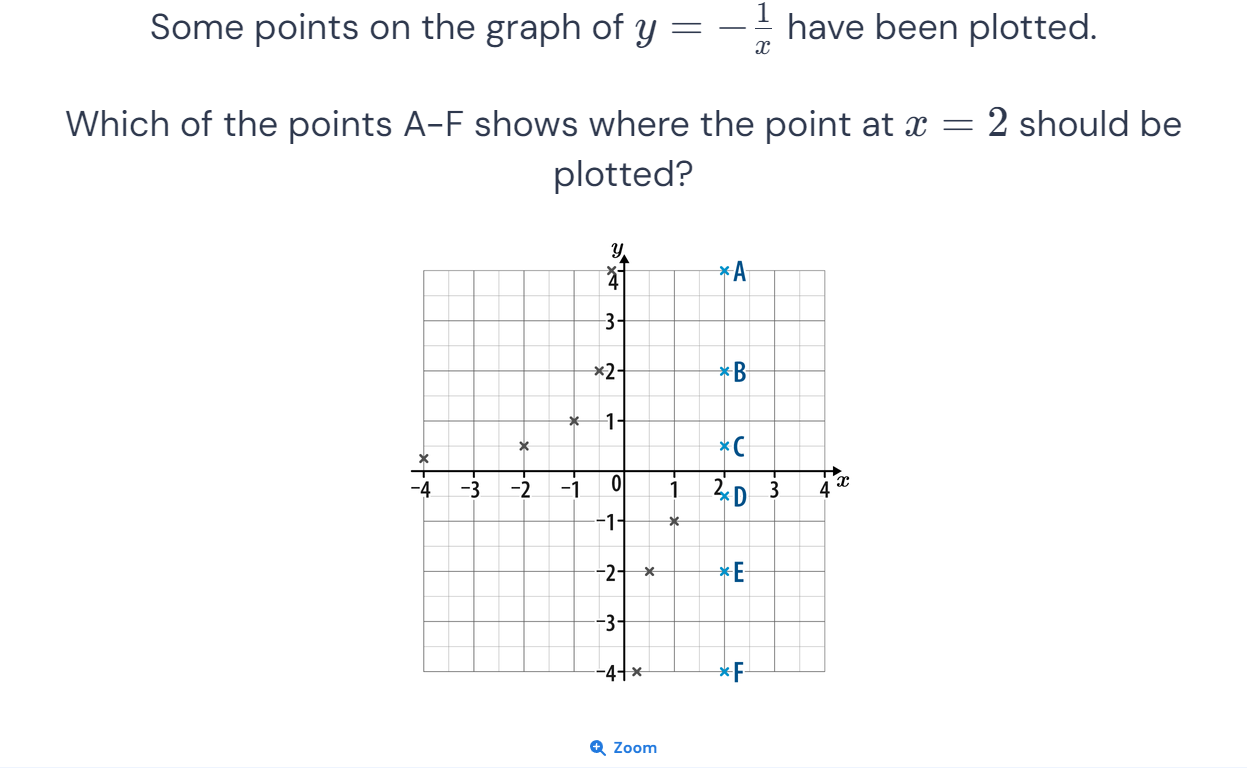 Some points on the graph of y = −1/x have been plotted.
Which of the points A–F shows where the point at x = 2 should be
plotted?
y
4
A
3
2
B
1
C
−4 −3 −2 −1 0 1 2 3 4 x
D
−1
−2
E
−3
−4
F
Zoom